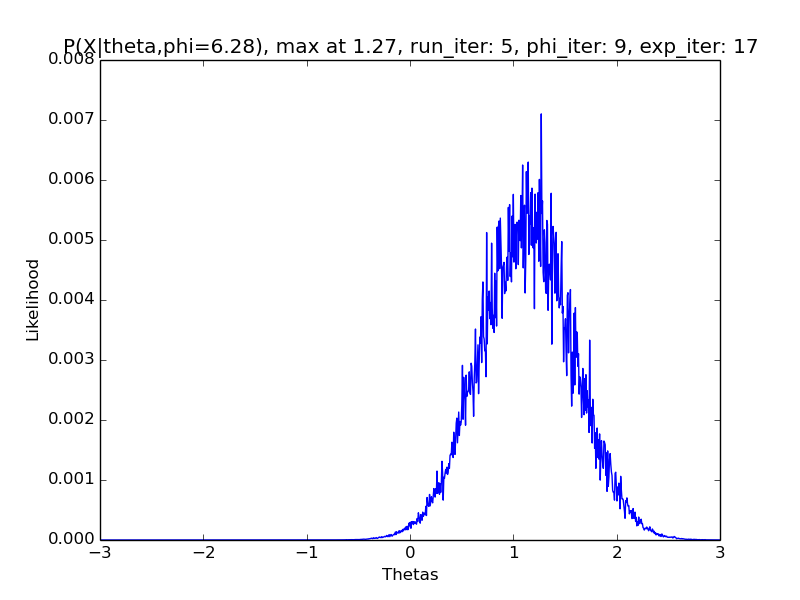 P(X|theta,phi=6.28), max at 1.27, run_iter: 5, phi_iter: 9, exp_iter: 17
0.008
0.007
0.006
0.005
0.004
0.003
0.002
0.001
0.000
Likelihood
−3 −2 −1 0 1 2 3
Thetas